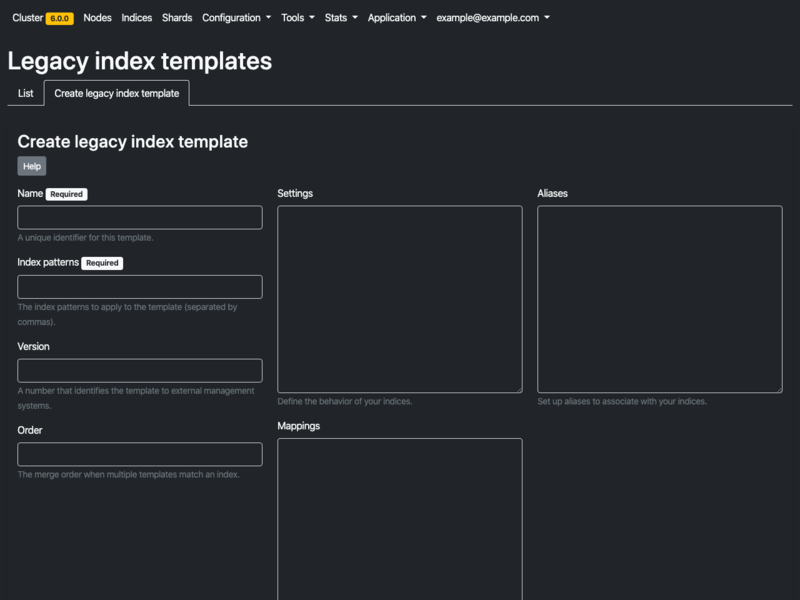 Cluster 6.0.0 Nodes Indices Shards Configuration Tools Stats Application example@example.com
Legacy index templates
List Create legacy index template
Create legacy index template
Help
Name Required
A unique identifier for this template.
Index patterns Required
The index patterns to apply to the template (separated by
commas).
Version
A number that identifies the template to external management
systems.
Order
The merge order when multiple templates match an index.
Settings
Define the behavior of your indices.
Mappings
Aliases
Set up aliases to associate with your indices.